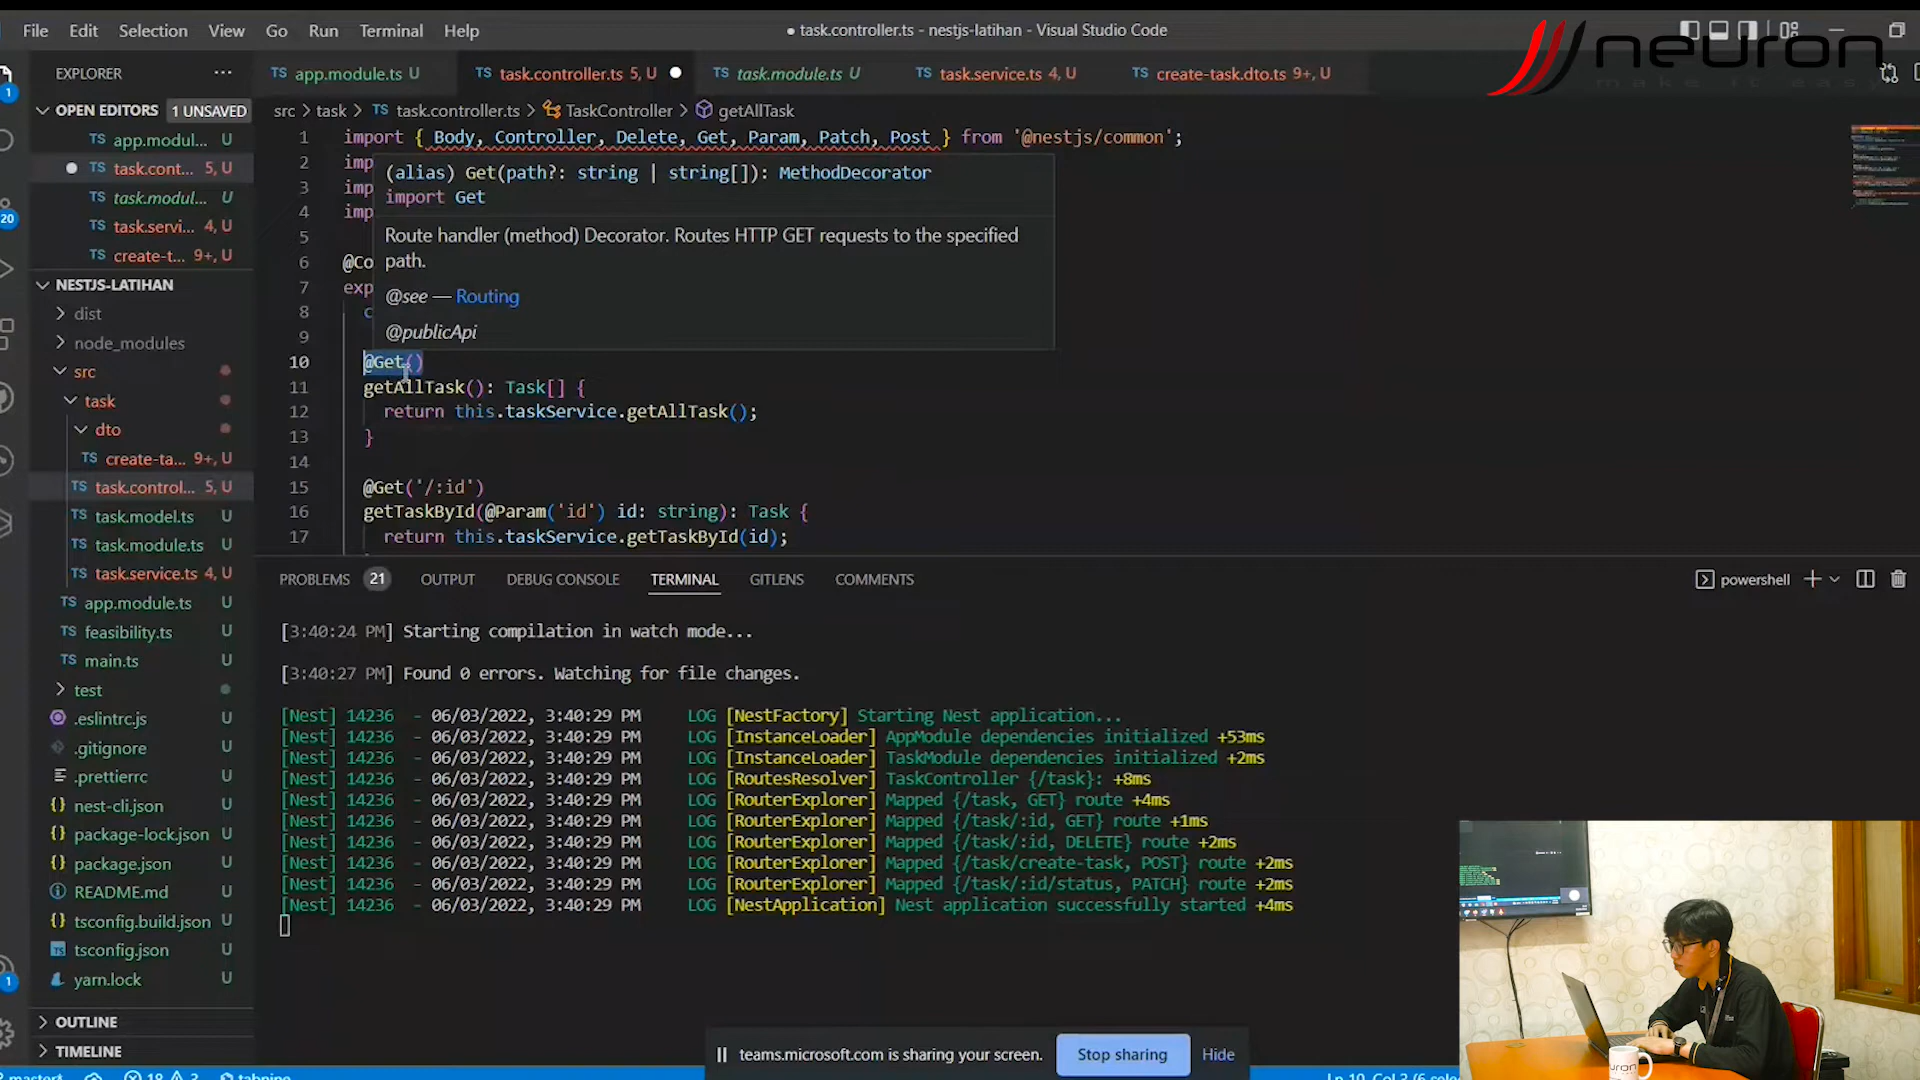 File Edit Selection View Go Run Terminal Help
● task.controller.ts - nestjs-latihan - Visual Studio Code
neuron
make it easy
EXPLORER ...
TS app.module.ts U
TS task.controller.ts 5, U
TS task.module.ts U
TS task.service.ts 4, U
TS create-task.dto.ts 9+, U
OPEN EDITORS 1 UNSAVED
TS app.modul... U
TS task.cont... 5, U
TS task.modul... U
TS task.servi... 4, U
TS create-t... 9+, U
NESTJS-LATIHAN
dist
node_modules
src
task
dto
TS create-ta... 9+, U
TS task.control... 5, U
TS task.model.ts U
TS task.module.ts U
TS task.service.ts 4, U
TS app.module.ts U
TS feasibility.ts U
TS main.ts U
test
.eslintrc.js U
.gitignore U
.prettierrc U
{} nest-cli.json U
{} package-lock.json U
{} package.json U
README.md U
{} tsconfig.build.json U
tsconfig.json U
yarn.lock U
OUTLINE
TIMELINE
1
20
1
src > task > TS task.controller.ts > TaskController > getAllTask
1 import { Body, Controller, Delete, Get, Param, Patch, Post } from '@nestjs/common';
2 imp
3 imp
4 imp
5
6 @Co
7 exp
8 c
9
(alias) Get(path?: string | string[]): MethodDecorator
import Get
Route handler (method) Decorator. Routes HTTP GET requests to the specified
path.
@see — Routing
@publicApi
10 @Get()
11 getAllTask(): Task[] {
12 return this.taskService.getAllTask();
13 }
14
15 @Get('/:id')
16 getTaskById(@Param('id') id: string): Task {
17 return this.taskService.getTaskById(id);
PROBLEMS 21 OUTPUT DEBUG CONSOLE TERMINAL GITLENS COMMENTS
powershell
[3:40:24 PM] Starting compilation in watch mode...
[3:40:27 PM] Found 0 errors. Watching for file changes.
[Nest] 14236 - 06/03/2022, 3:40:29 PM LOG [NestFactory] Starting Nest application...
[Nest] 14236 - 06/03/2022, 3:40:29 PM LOG [InstanceLoader] AppModule dependencies initialized +53ms
[Nest] 14236 - 06/03/2022, 3:40:29 PM LOG [InstanceLoader] TaskModule dependencies initialized +2ms
[Nest] 14236 - 06/03/2022, 3:40:29 PM LOG [RoutesResolver] TaskController {/task}: +8ms
[Nest] 14236 - 06/03/2022, 3:40:29 PM LOG [RouterExplorer] Mapped {/task, GET} route +4ms
[Nest] 14236 - 06/03/2022, 3:40:29 PM LOG [RouterExplorer] Mapped {/task/:id, GET} route +1ms
[Nest] 14236 - 06/03/2022, 3:40:29 PM LOG [RouterExplorer] Mapped {/task/:id, DELETE} route +2ms
[Nest] 14236 - 06/03/2022, 3:40:29 PM LOG [RouterExplorer] Mapped {/task/create-task, POST} route +2ms
[Nest] 14236 - 06/03/2022, 3:40:29 PM LOG [RouterExplorer] Mapped {/task/:id/status, PATCH} route +2ms
[Nest] 14236 - 06/03/2022, 3:40:29 PM LOG [NestApplication] Nest application successfully started +4ms
teams.microsoft.com is sharing your screen. Stop sharing Hide